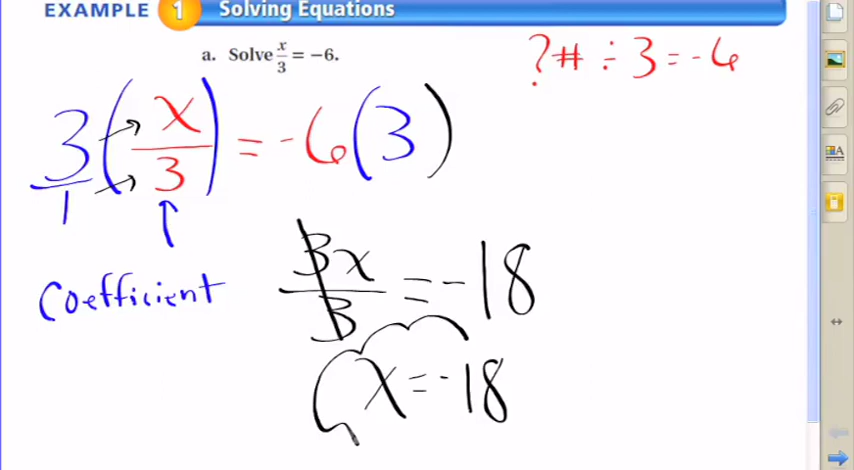 EXAMPLE 1 Solving Equations
a. Solve x/3 = -6.
?# ÷ 3 = -6
3/1 (x/3) = -6(3)
Coefficient
3x/3 = -18
x = -18